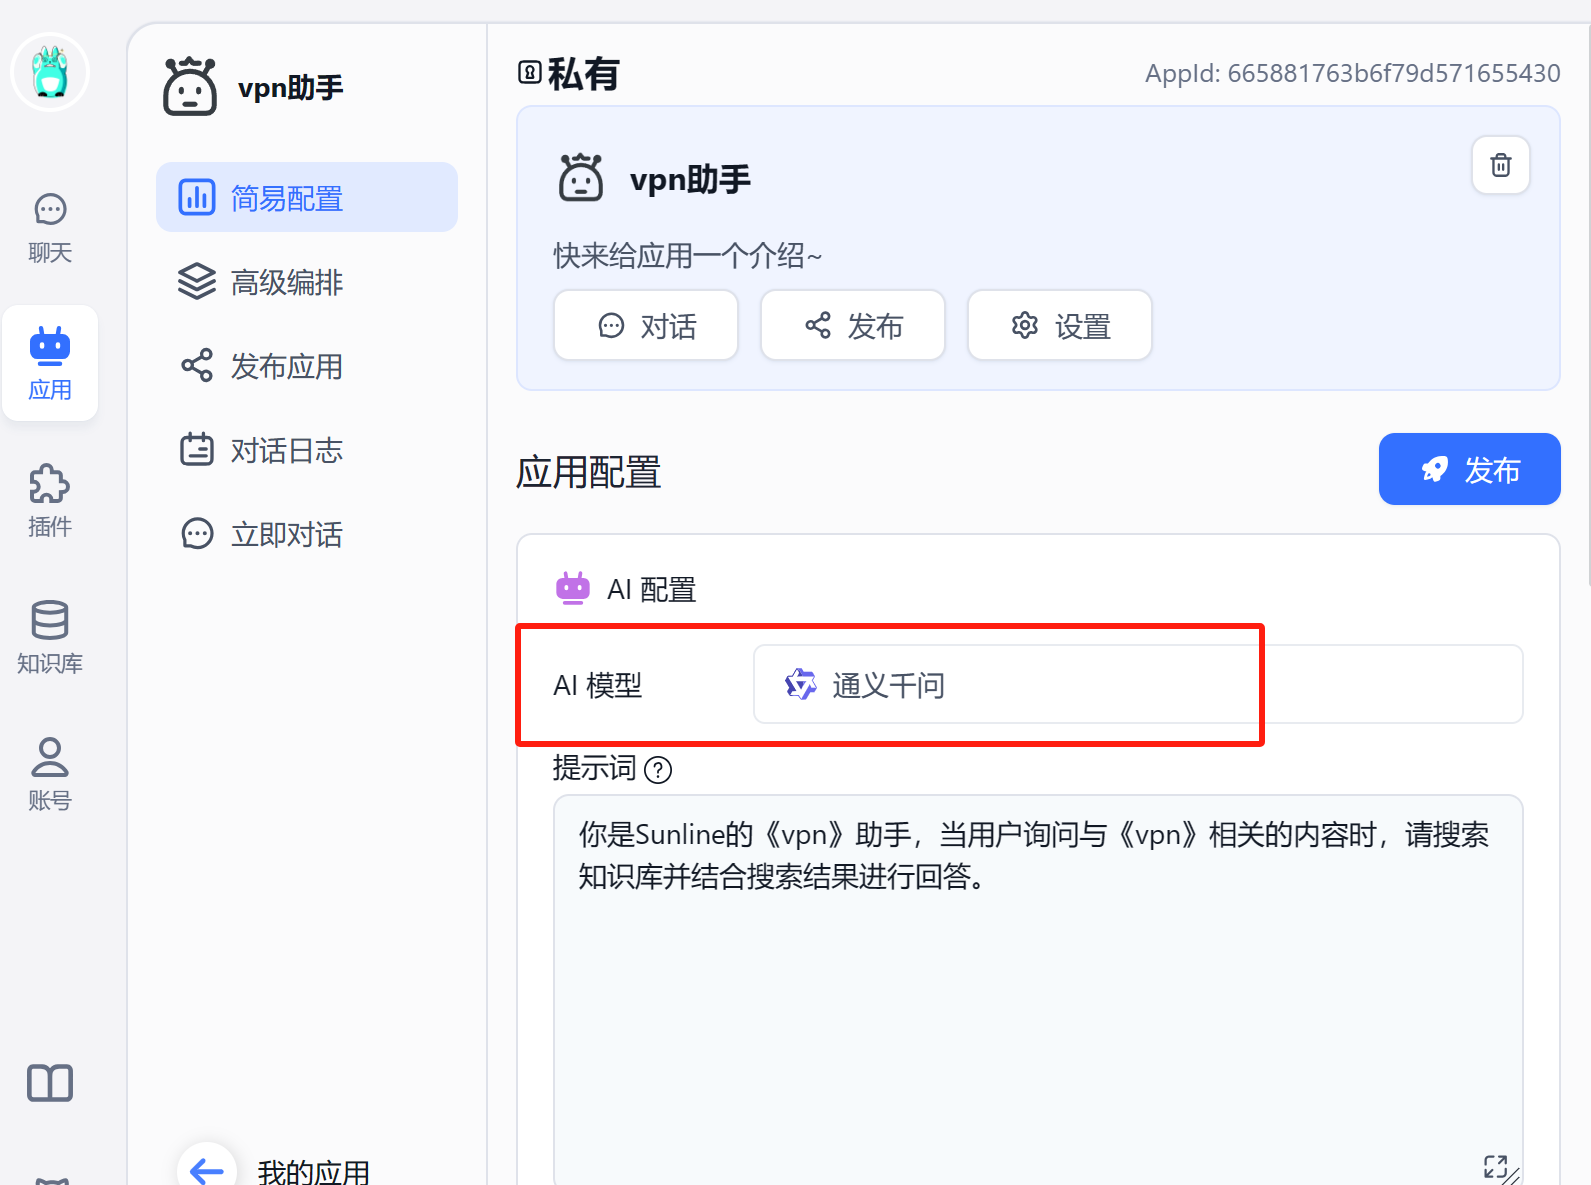 聊天
应用
插件
知识库
账号
vpn助手
简易配置
高级编排
发布应用
对话日志
立即对话
我的应用
私有
AppId: 665881763b6f79d571655430
vpn助手
快来给应用一个介绍~
对话
发布
设置
应用配置
发布
AI 配置
AI 模型
通义千问
提示词
你是Sunline的《vpn》助手，当用户询问与《vpn》相关的内容时，请搜索
知识库并结合搜索结果进行回答。